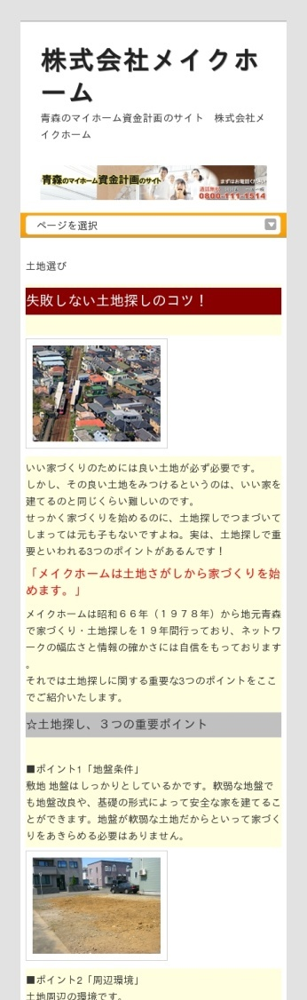 株式会社メイクホ
ーム
青森のマイホーム資金計画のサイト　株式会社メ
イクホーム
青森のマイホーム資金計画のサイト
まずはお電話ください
0800-111-1514
ページを選択
土地選び
失敗しない土地探しのコツ！
いい家づくりのためには良い土地が必ず必要です。
しかし、その良い土地をみつけるというのは、いい家を
建てるのと同じくらい難しいのです。
せっかく家づくりを始めるのに、土地探しでつまづいて
しまっては元も子もないですよね。実は、土地探しで重
要といわれる3つのポイントがあるんです！
「メイクホームは土地さがしから家づくりを始
めます。」
メイクホームは昭和６６年（１９７８年）から地元青森
で家づくり・土地探しを１９年間行っており、ネットワ
ークの幅広さと情報の確かさには自信をもっております
。
それでは土地探しに関する重要な3つのポイントをここ
でご紹介いたします。
☆土地探し、３つの重要ポイント
■ポイント1「地盤条件」
敷地 地盤はしっかりとしているかです。軟弱な地盤で
も地盤改良や、基礎の形式によって安全な家を建てるこ
とができます。地盤が軟弱な土地だからといって家づく
りをあきらめる必要はありません。
■ポイント2「周辺環境」
土地周辺の環境です。